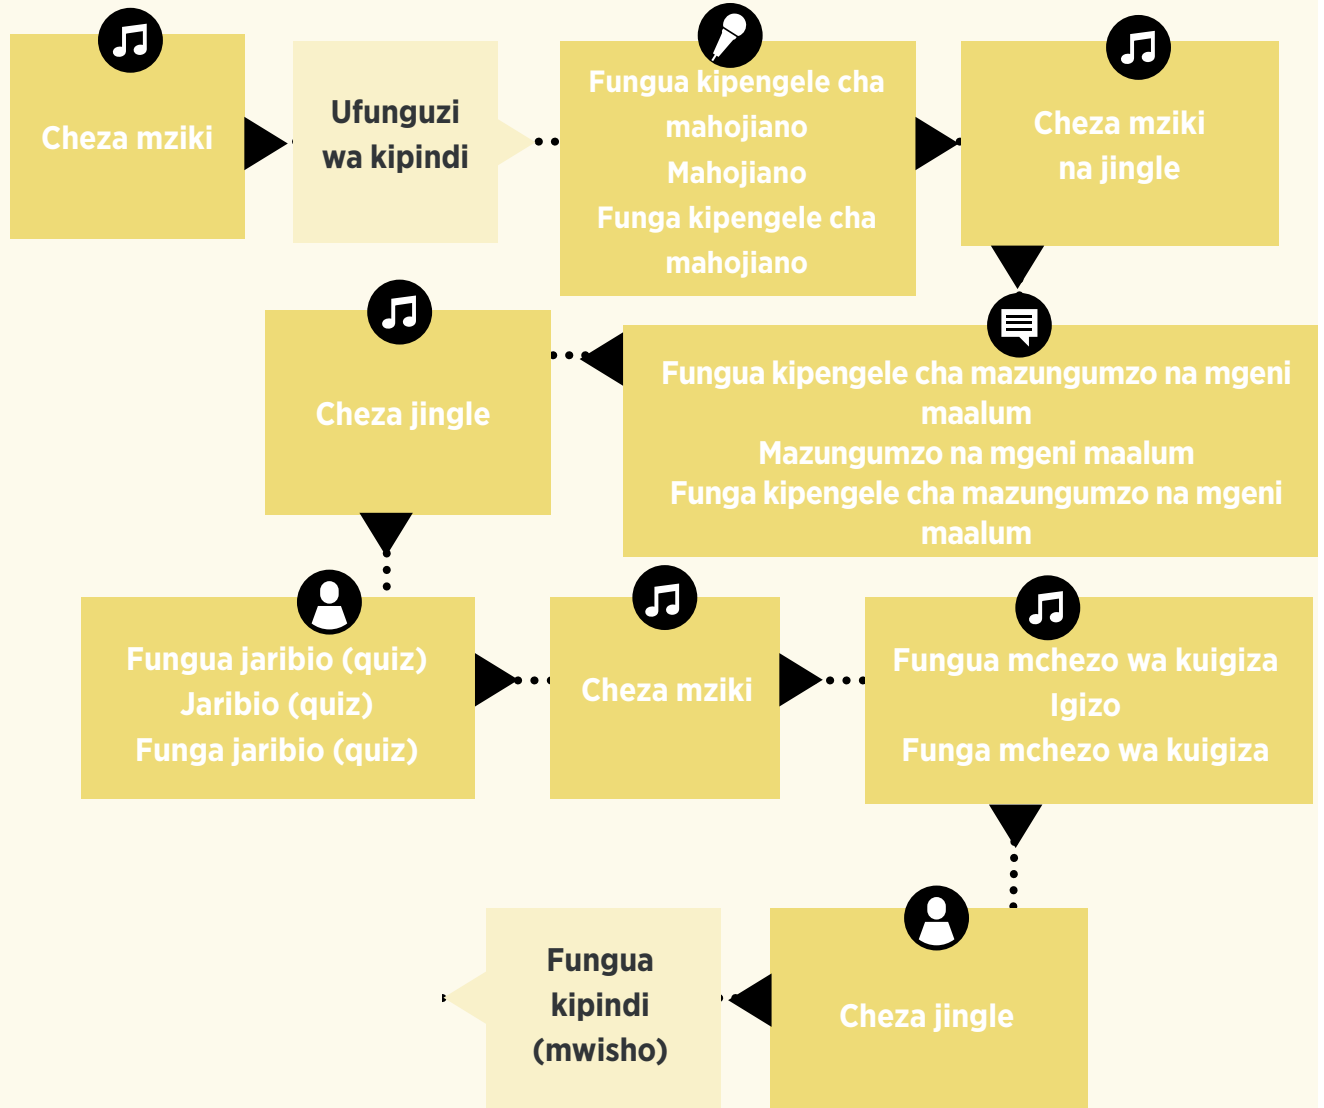 Cheza mziki
Ufunguzi
wa kipindi
Fungua kipengele cha
mahojiano
Mahojiano
Funga kipengele cha
mahojiano
Cheza mziki
na jingle
Fungua kipengele cha mazungumzo na mgeni
maalum
Mazungumzo na mgeni maalum
Funga kipengele cha mazungumzo na mgeni
maalum
Cheza jingle
Fungua jaribio (quiz)
Jaribio (quiz)
Funga jaribio (quiz)
Cheza mziki
Fungua mchezo wa kuigiza
Igizo
Funga mchezo wa kuigiza
Cheza jingle
Fungua
kipindi
(mwisho)